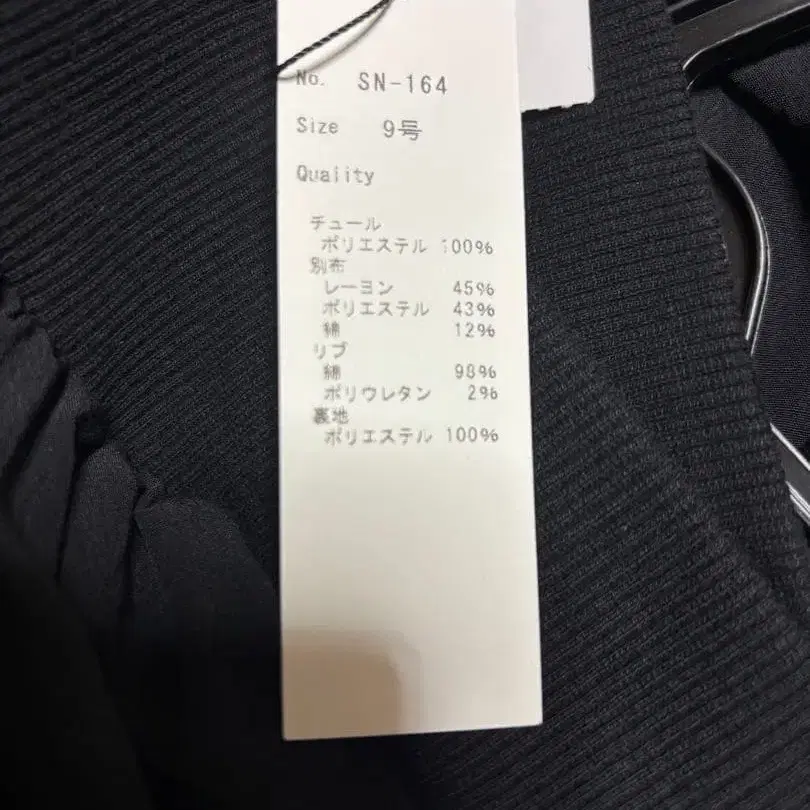 No. SN-164
Size 9号
Quality
チュール
ポリエステル 100%
別布
レーヨン 45%
ポリエステル 43%
綿 12%
リブ
綿 98%
ポリウレタン 2%
裏地
ポリエステル 100%